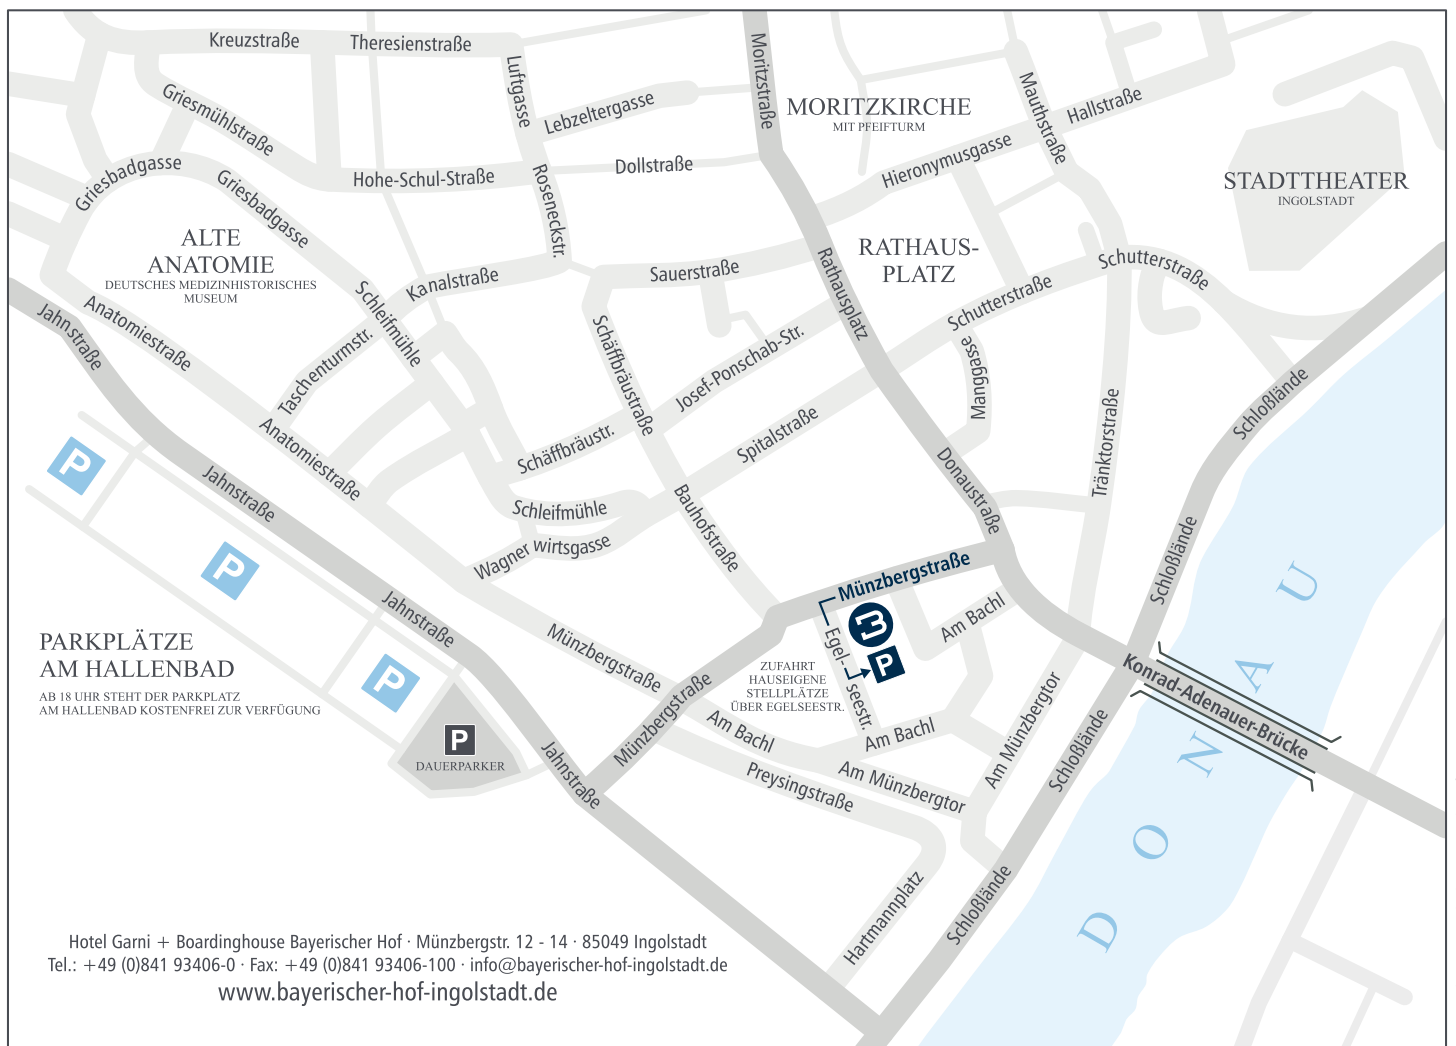 Kreuzstraße
Theresienstraße
Luftgasse
Moritzstraße
Mauthstraße
Hallstraße
MORITZKIRCHE
MIT PFEIFTURM
Griesmühlstraße
Lebzeltergasse
Hieronymusgasse
Griesbadgasse
Griesbadgasse
Hohe-Schul-Straße
Roseneckstr.
Dollstraße
STADTTHEATER
INGOLSTADT
ALTE
ANATOMIE
DEUTSCHES MEDIZINHISTORISCHES
MUSEUM
RATHAUS-
PLATZ
Kanalstraße
Sauerstraße
Rathausplatz
Schutterstraße
Schutterstraße
Jahnstraße
Anatomiestraße
Schleifmühle
Taschenturmstr.
Schäffbräustraße
Josef-Ponschab-Str.
Manggasse
Tränktorstraße
Schloßlände
Anatomiestraße
Schäffbräustr.
Spitalstraße
Donaustraße
P
Jahnstraße
Schleifmühle
Wagnerwirtsgasse
Bauhofstraße
Schloßlände
P
Münzbergstraße
Jahnstraße
Am Bachl
PARKPLÄTZE
AM HALLENBAD
AB 18 UHR STEHT DER PARKPLATZ
AM HALLENBAD KOSTENFREI ZUR VERFÜGUNG
P
Münzbergstraße
Egel-
seestr.
P
ZUFAHRT
HAUSEIGENE
STELLPLÄTZE
ÜBER EGELSEESTR.
Konrad-Adenauer-Brücke
DONAU
P
DAUERPARKER
Jahnstraße
Münzbergstraße
Am Bachl
Am Bachl
Am Münzbergtor
Am Münzbergtor
Schloßlände
Preysingstraße
Hartmannplatz
Schloßlände
Hotel Garni + Boardinghouse Bayerischer Hof · Münzbergstr. 12 - 14 · 85049 Ingolstadt
Tel.: +49 (0)841 93406-0 · Fax: +49 (0)841 93406-100 · info@bayerischer-hof-ingolstadt.de
www.bayerischer-hof-ingolstadt.de